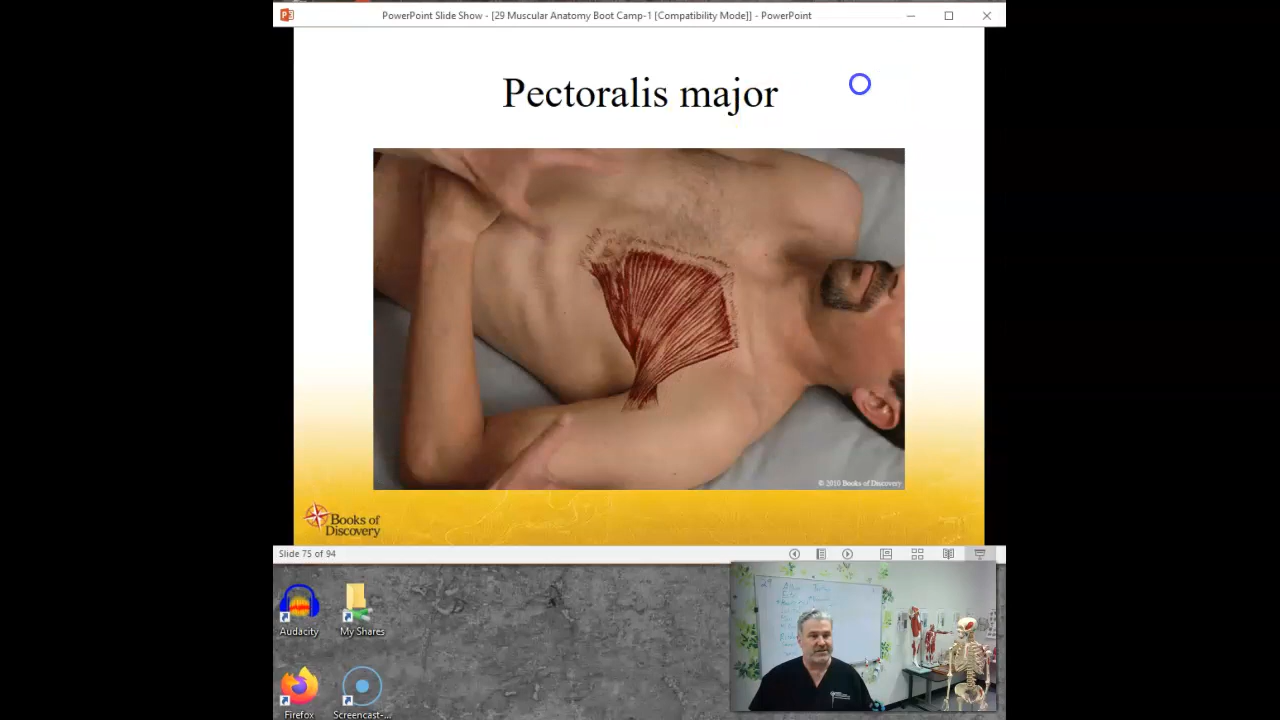 PowerPoint Slide Show - [29 Muscular Anatomy Boot Camp-1 [Compatibility Mode]] - PowerPoint
Pectoralis major
© 2010 Books of Discovery
Books of
Discovery
Slide 75 of 94
Audacity
My Shares
Firefox
Screencast-...